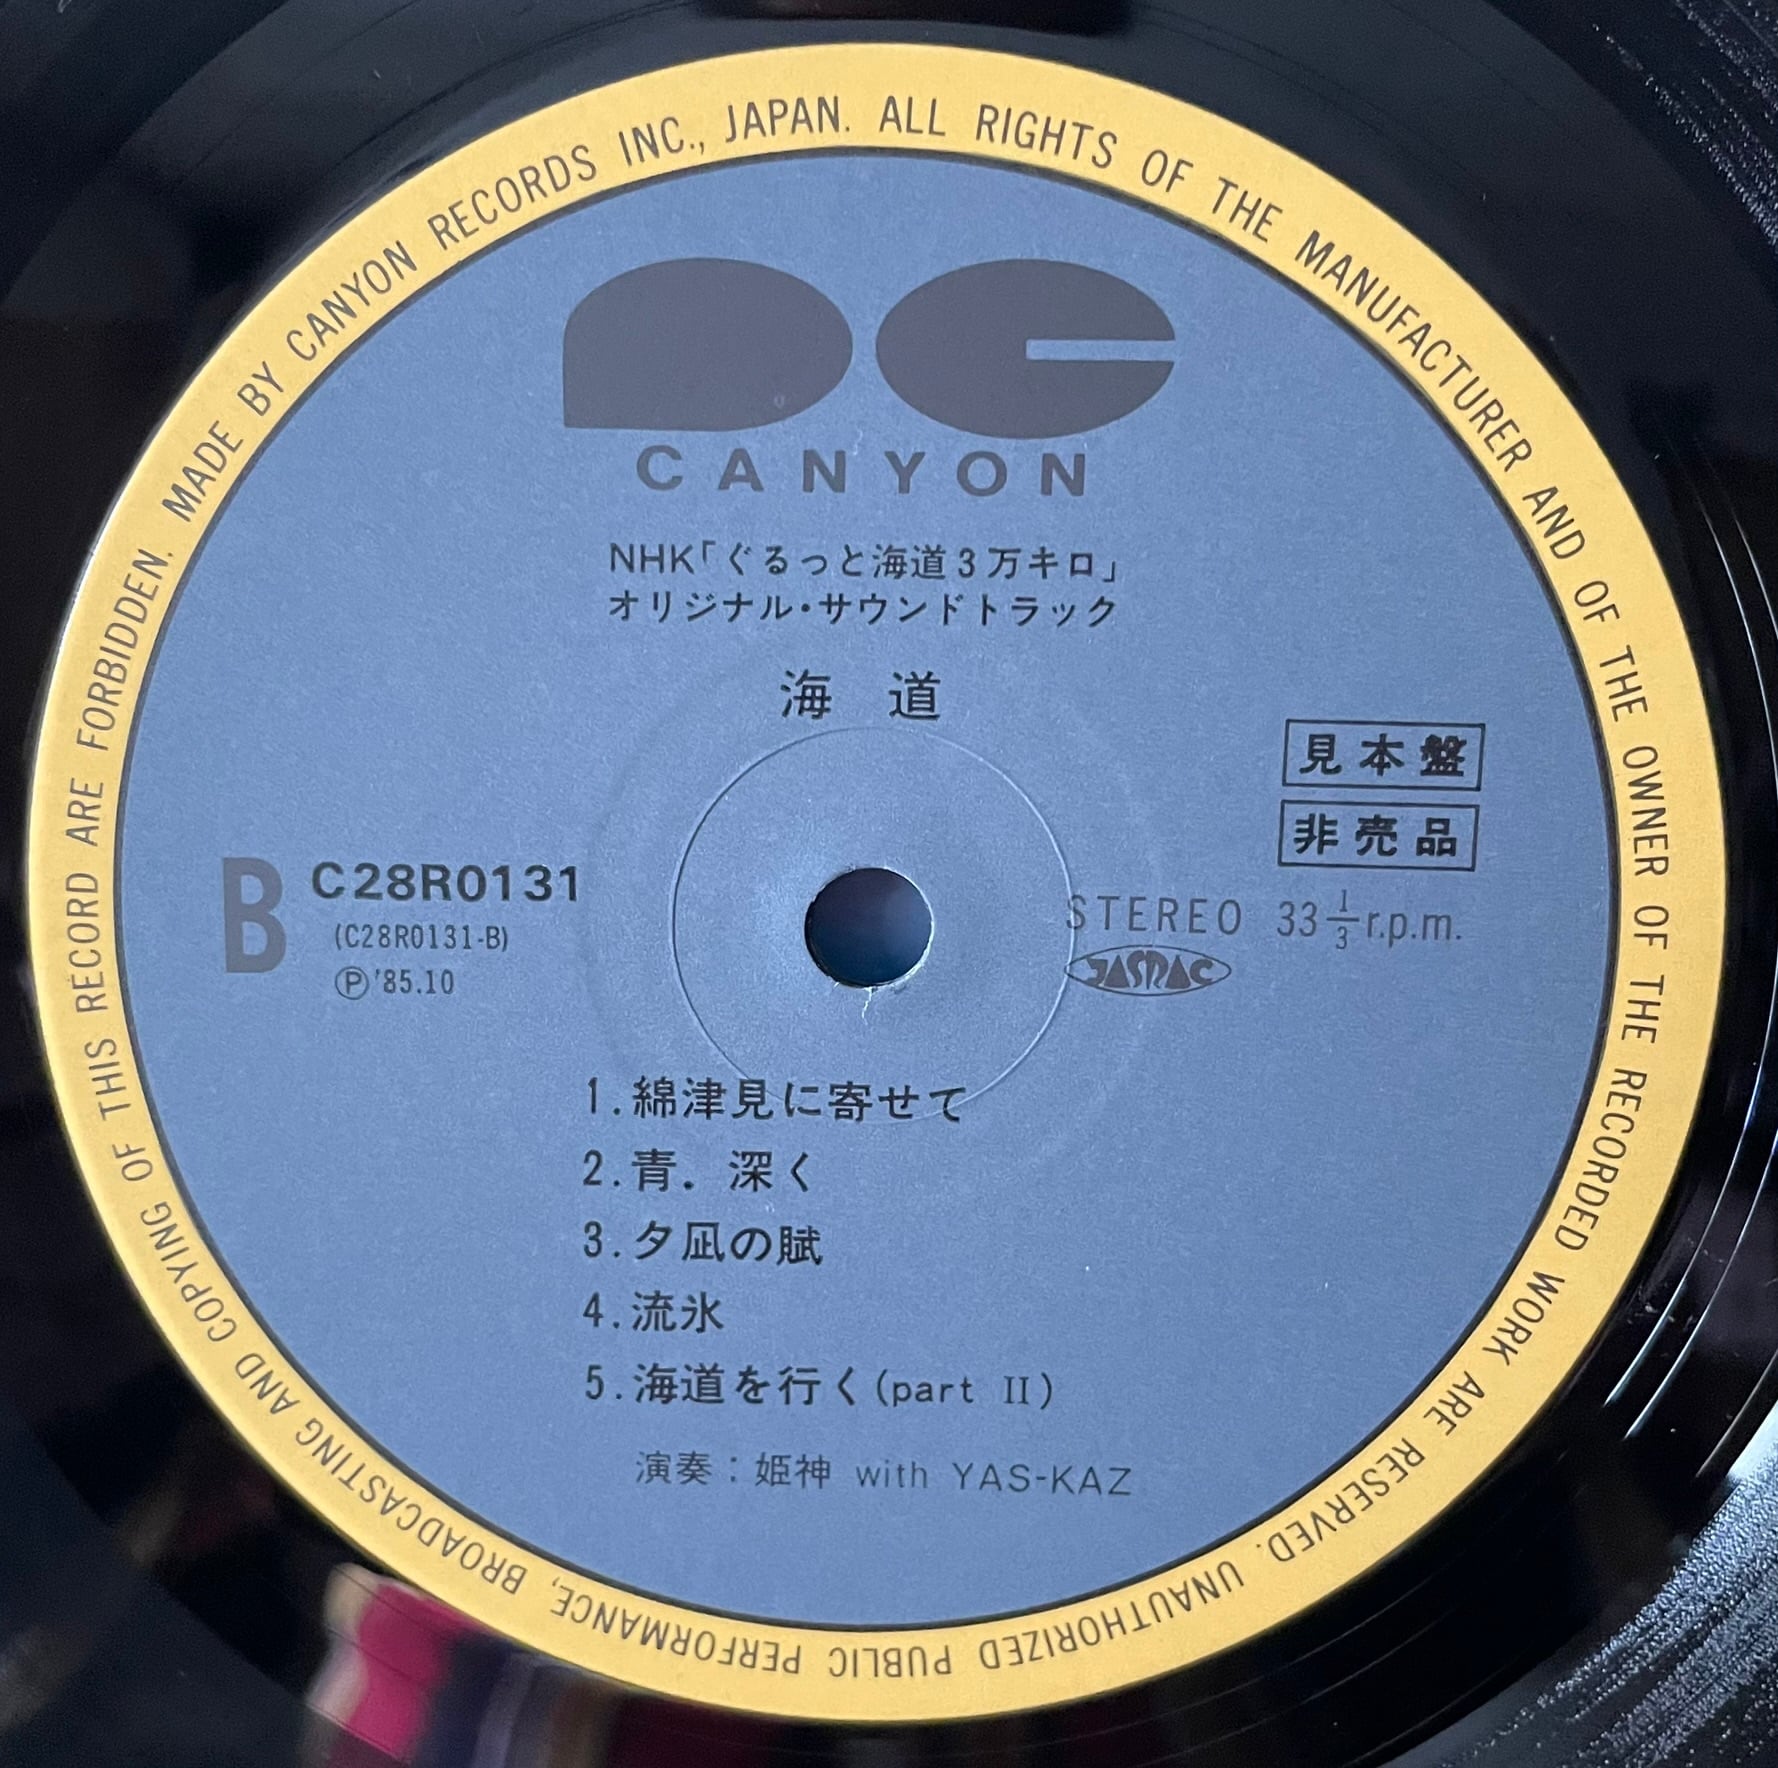 MADE BY CANYON RECORDS INC., JAPAN. ALL RIGHTS OF THE MANUFACTURER AND OF THE OWNER OF THE RECORDED WORK ARE RESERVED. UNAUTHORIZED PUBLIC PERFORMANCE, BROADCASTING AND COPYING OF THIS RECORD ARE FORBIDDEN.
CANYON
NHK「ぐるっと海道3万キロ」
オリジナル・サウンドトラック
海 道
見本盤
非売品
B C28R0131
(C28R0131-B)
Ⓟ'85.10
STEREO 33 1/3 r.p.m.
JASRAC
1.綿津見に寄せて
2.青．深く
3.夕凪の賦
4.流氷
5.海道を行く(part II)
演奏：姫神 with YAS-KAZ